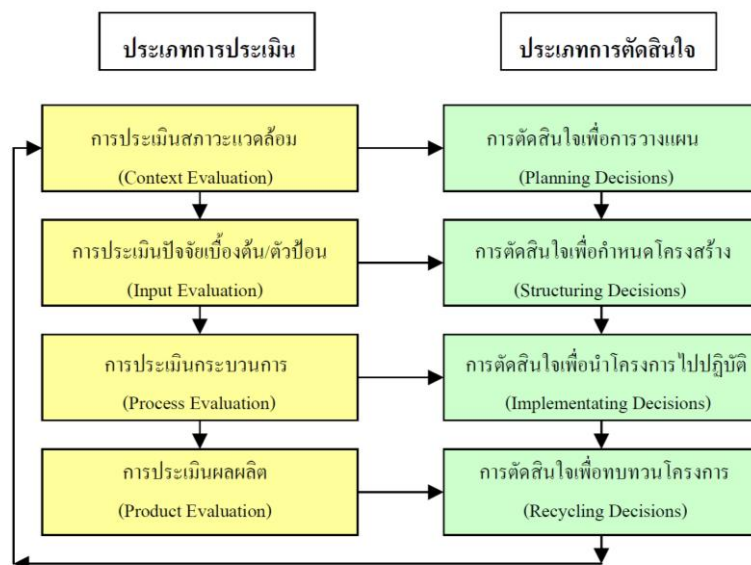 ประเภทการประเมิน
ประเภทการตัดสินใจ
การประเมินสภาวะแวดล้อม
(Context Evaluation)
การตัดสินใจเพื่อการวางแผน
(Planning Decisions)
การประเมินปัจจัยเบื้องต้น/ตัวป้อน
(Input Evaluation)
การตัดสินใจเพื่อกำหนดโครงสร้าง
(Structuring Decisions)
การประเมินกระบวนการ
(Process Evaluation)
การตัดสินใจเพื่อนำโครงการไปปฏิบัติ
(Implementating Decisions)
การประเมินผลผลิต
(Product Evaluation)
การตัดสินใจเพื่อทบทวนโครงการ
(Recycling Decisions)